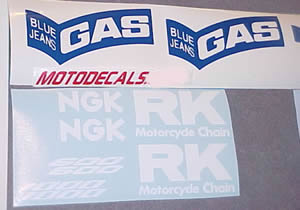 BLUE JEANS GAS
BLUE JEANS GAS
MOTODECALS.
NGK
NGK
RK
Motorcycle Chain
600
600
RK
Motorcycle Chain